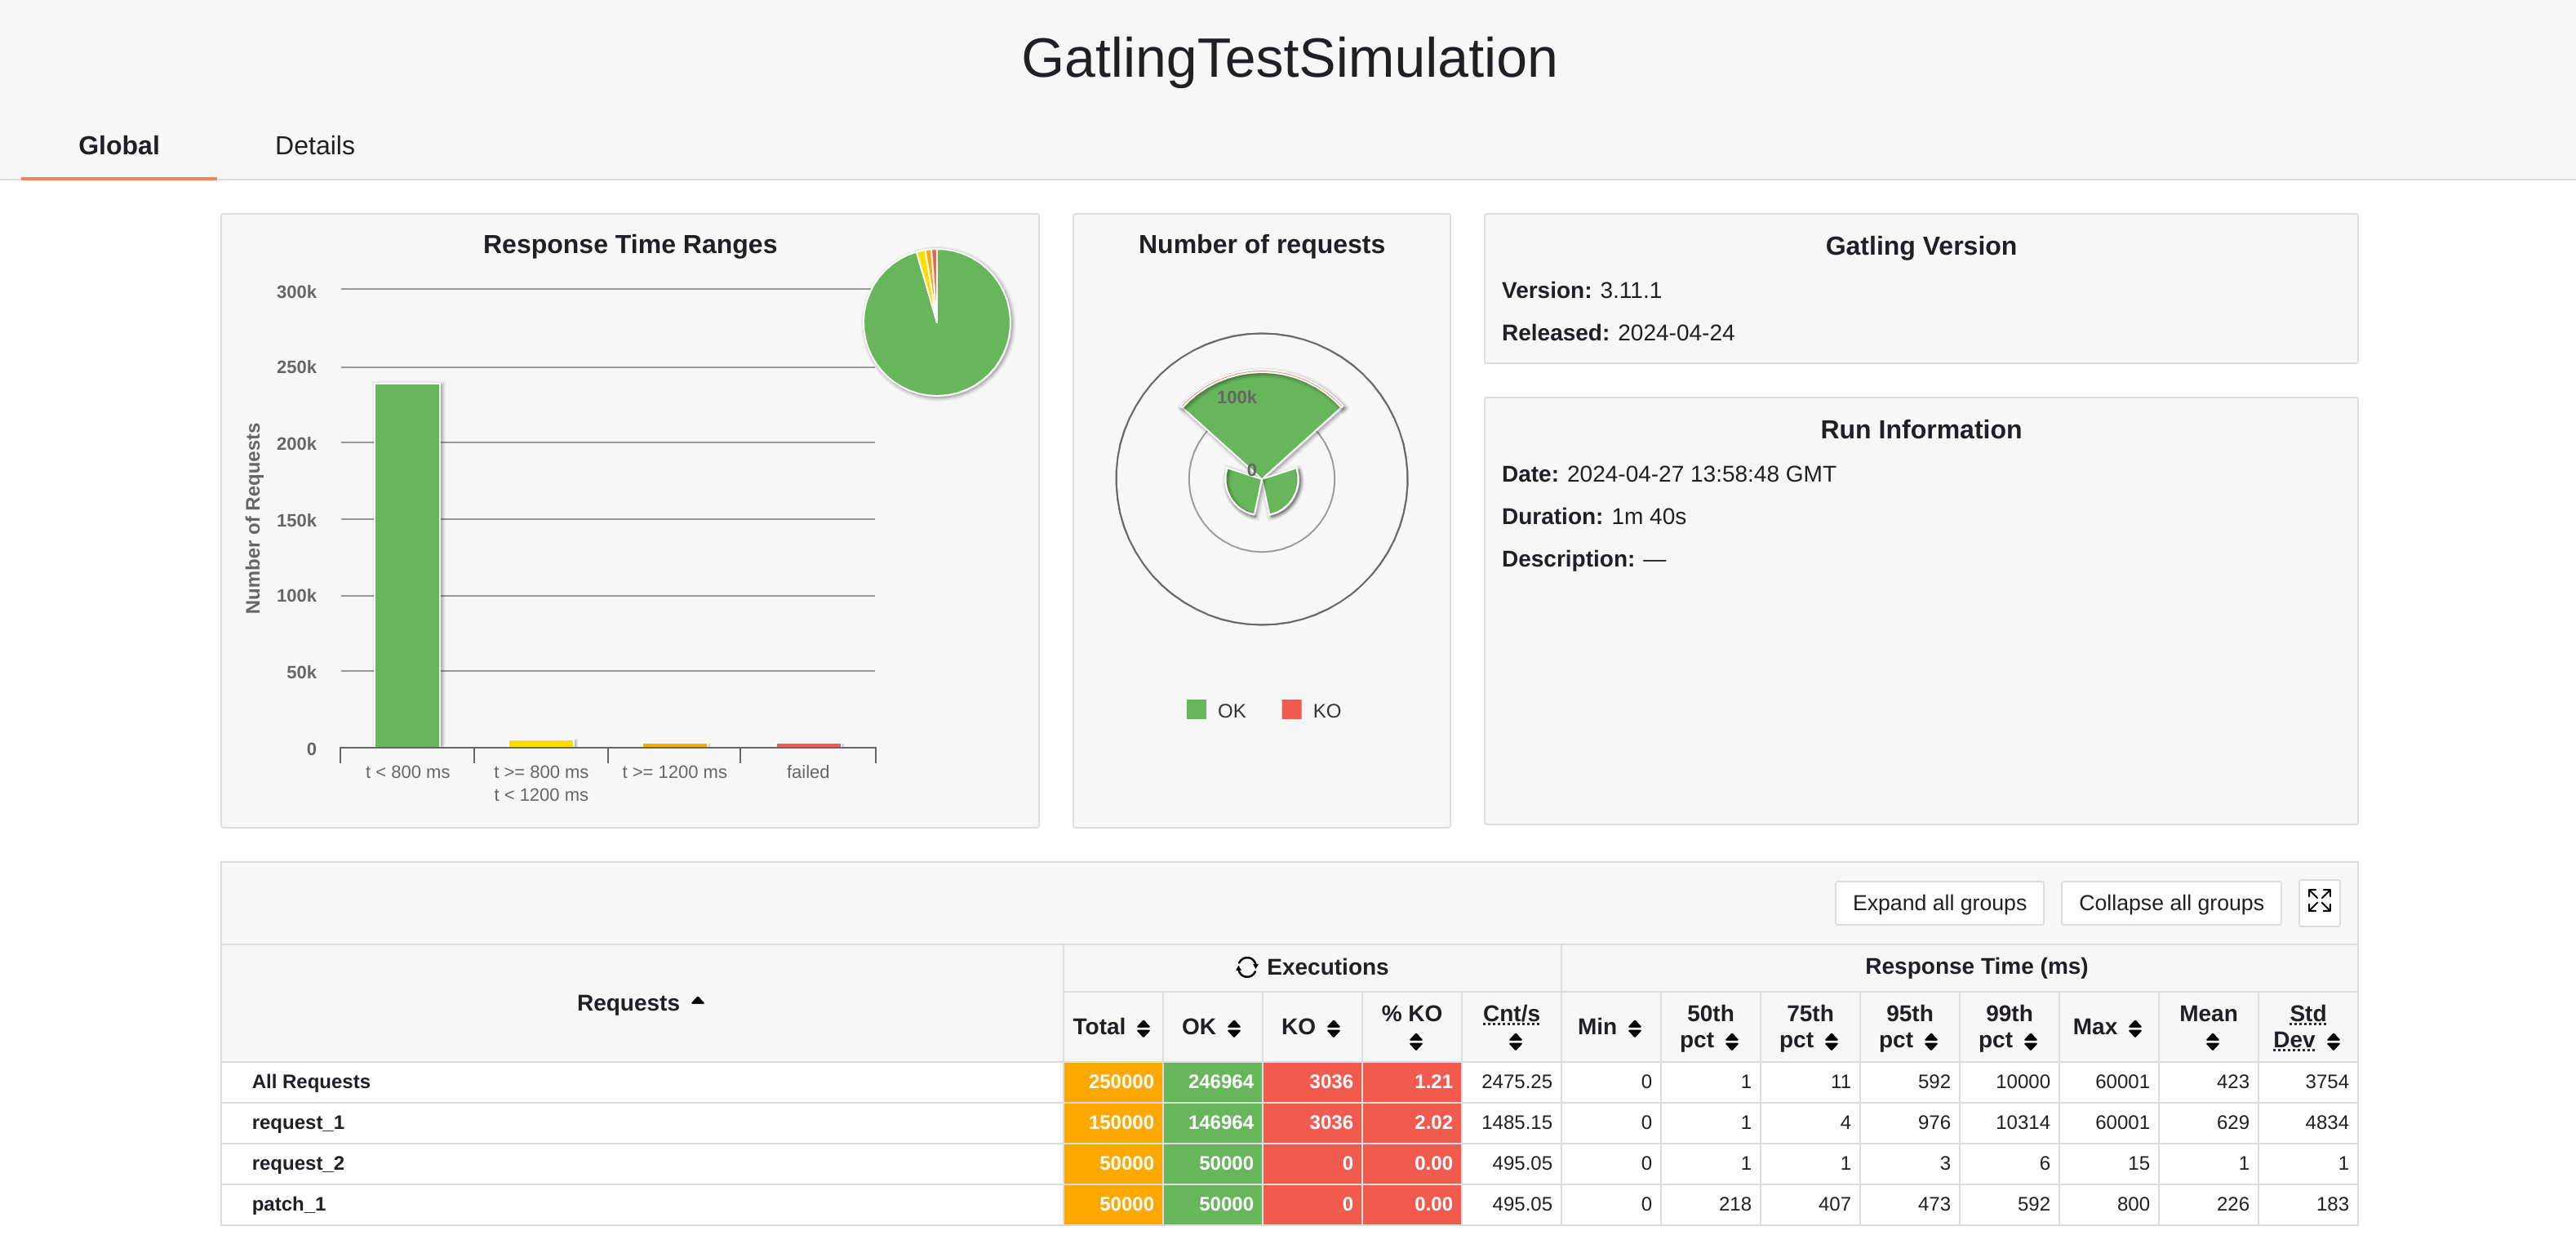 GatlingTestSimulation
Global
Details
Response Time Ranges
300k
250k
200k
150k
100k
50k
0
Number of Requests
t < 800 ms
t >= 800 ms
t < 1200 ms
t >= 1200 ms
failed
Number of requests
100k
0
OK
KO
Gatling Version
Version: 3.11.1
Released: 2024-04-24
Run Information
Date: 2024-04-27 13:58:48 GMT
Duration: 1m 40s
Description: —
Expand all groups
Collapse all groups
Requests
Executions
Response Time (ms)
Total OK KO % KO Cnt/s Min 50th pct 75th pct 95th pct 99th pct Max Mean Std Dev
All Requests 250000 246964 3036 1.21 2475.25 0 1 11 592 10000 60001 423 3754
request_1 150000 146964 3036 2.02 1485.15 0 1 4 976 10314 60001 629 4834
request_2 50000 50000 0 0.00 495.05 0 1 1 3 6 15 1 1
patch_1 50000 50000 0 0.00 495.05 0 218 407 473 592 800 226 183